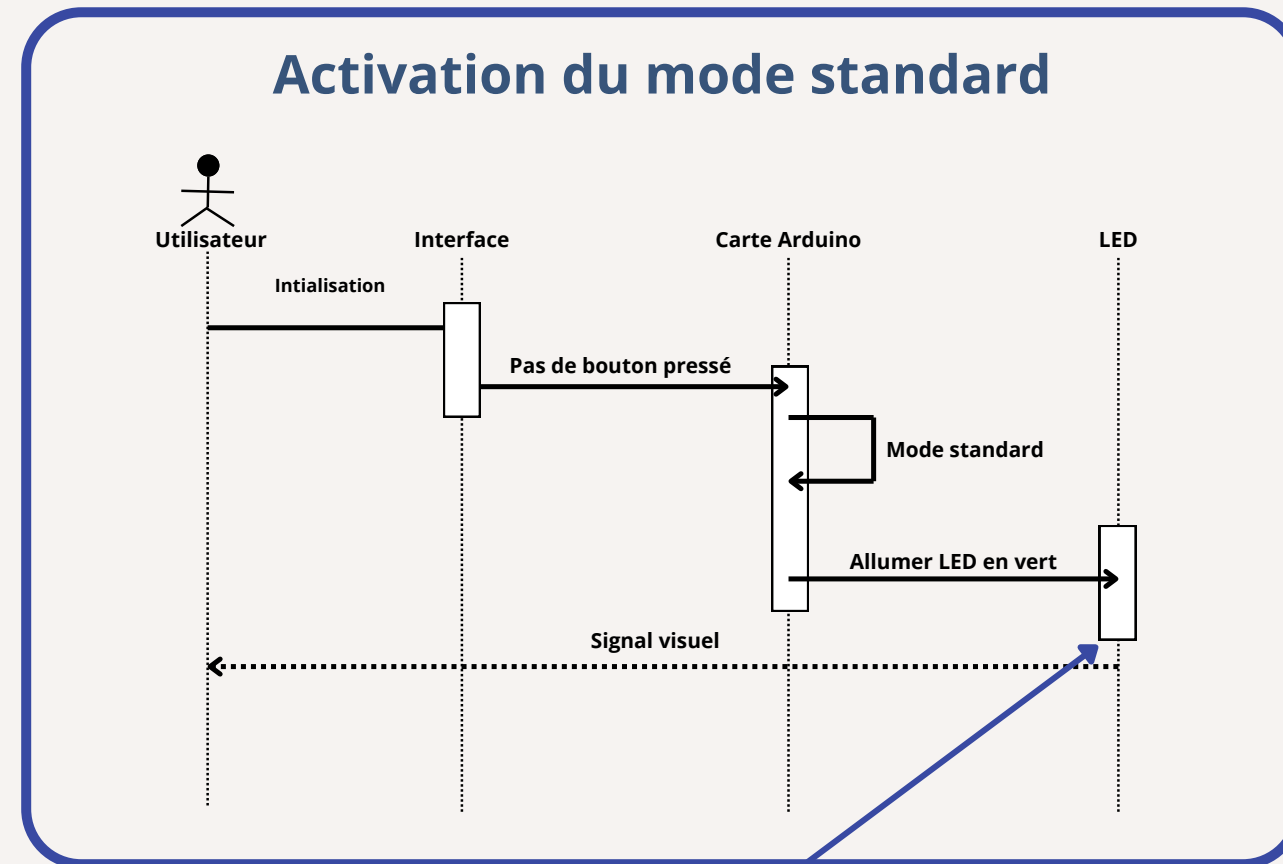 Activation du mode standard
Utilisateur
Interface
Carte Arduino
LED
Intialisation
Pas de bouton pressé
Mode standard
Allumer LED en vert
Signal visuel